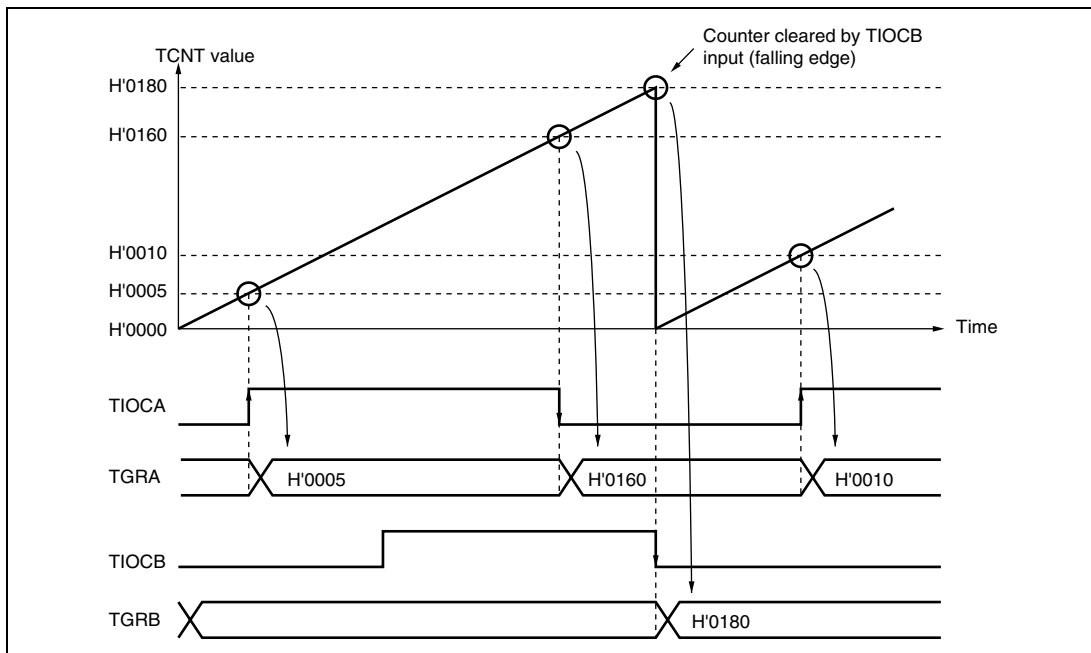 Counter cleared by TIOCB
input (falling edge)
TCNT value
H'0180
H'0160
H'0010
H'0005
H'0000
Time
TIOCA
TGRA
H'0005
H'0160
H'0010
TIOCB
TGRB
H'0180